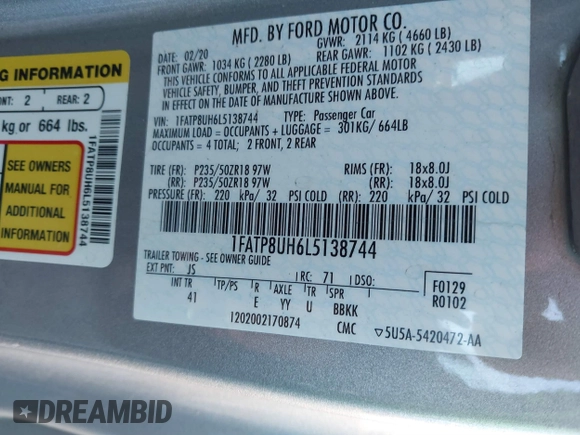 MFD. BY FORD MOTOR CO.
02/20
GVWR: 2114 KG ( 4660 LB)
FRONT GAWR: 1034 KG ( 2280 LB)
REAR GAWR: 1102 KG ( 2430 LB)
THIS VEHICLE CONFORMS TO ALL APPLICABLE FEDERAL MOTOR
VEHICLE SAFETY, BUMPER, AND THEFT PREVENTION STANDARDS
IN EFFECT ON THE DATE OF MANUFACTURE SHOWN ABOVE.
VIN: 1FATP8UH6L5138744
TYPE: Passenger Car
MAXIMUM LOAD = OCCUPANTS + LUGGAGE = 301KG/ 664LB
OCCUPANTS = 4 TOTAL; 2 FRONT, 2 REAR
TIRE (FR): P235/50ZR18 97W
RIMS (FR): 18x8.0J
(RR): P235/50ZR18 97W
(RR): 18x8.0J
PRESSURE (FR): 220 kPa/ 32 PSI COLD
(RR): 220 kPa/ 32 PSI COLD
1FATP8UH6L5138744
TRAILER TOWING - SEE OWNER GUIDE
EXT PNT: JS
RC: 71
DSO:
F0129
R0102
INT TR
TP/PS
R
AXLE
TR
SPR
41
E
YY
U
BBKK
1202002170874
CMC
5U5A-5420472-AA
G INFORMATION
NT: 2
REAR: 2
kg or 664 lbs.
SEE OWNERS
MANUAL FOR
ADDITIONAL
INFORMATION
1FATP8UH6L5138744
DREAMBID